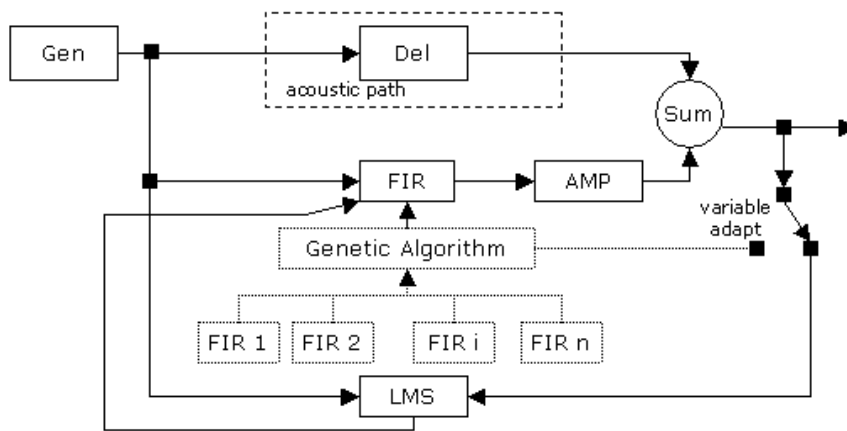 Gen
Del
acoustic path
Sum
FIR
AMP
variable
adapt
Genetic Algorithm
FIR 1
FIR 2
FIR i
FIR n
LMS